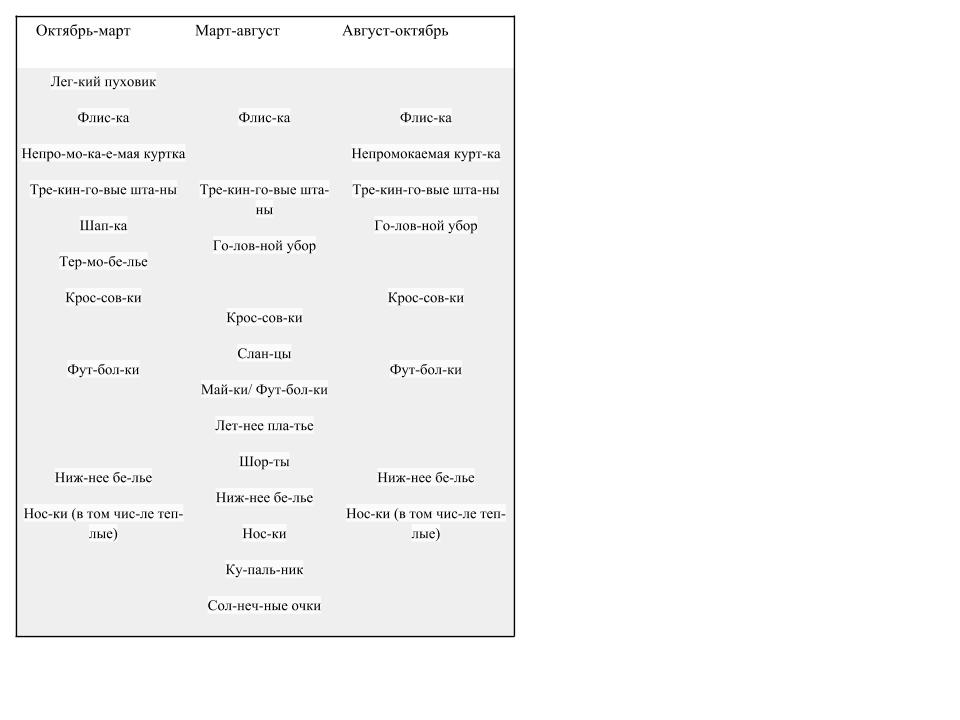 Октябрь-март Март-август Август-октябрь
Лег-кий пуховик
Флис-ка Флис-ка Флис-ка
Непро-мо-ка-е-мая куртка Непромокаемая курт-ка
Тре-кин-го-вые шта-ны Тре-кин-го-вые шта- Тре-кин-го-вые шта-ны
ны
Шап-ка Го-лов-ной убор
Го-лов-ной убор
Тер-мо-бе-лье
Крос-сов-ки Крос-сов-ки
Крос-сов-ки
Слан-цы
Фут-бол-ки Фут-бол-ки
Май-ки/ Фут-бол-ки
Лет-нее пла-тье
Шор-ты
Ниж-нее бе-лье Ниж-нее бе-лье
Ниж-нее бе-лье
Нос-ки (в том чис-ле теп- Нос-ки (в том чис-ле теп-
лые) Нос-ки лые)
Ку-паль-ник
Сол-неч-ные очки